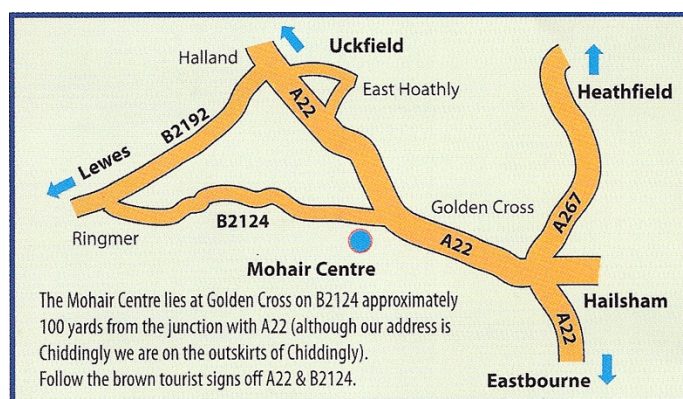 Uckfield
Halland
East Hoathly
A22
Heathfield
B2192
Lewes
A267
Golden Cross
B2124
Ringmer
A22
Mohair Centre
Hailsham
The Mohair Centre lies at Golden Cross on B2124 approximately
100 yards from the junction with A22 (although our address is
Chiddingly we are on the outskirts of Chiddingly).
Follow the brown tourist signs off A22 & B2124.
A22
Eastbourne